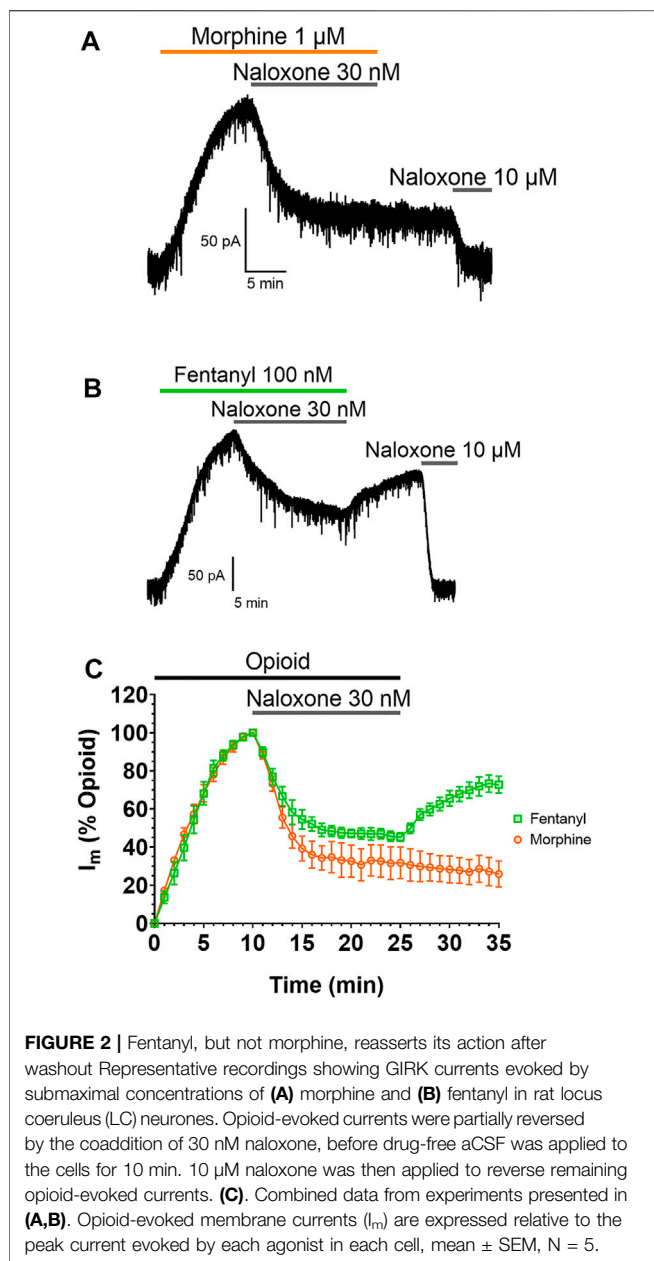 A
Morphine 1 μM
Naloxone 30 nM
Naloxone 10 μM
50 pA
5 min
B
Fentanyl 100 nM
Naloxone 30 nM
Naloxone 10 μM
50 pA
5 min
C
Opioid
Naloxone 30 nM
120
100
80
60
40
20
0
Im (% Opioid)
Fentanyl
Morphine
0 5 10 15 20 25 30 35
Time (min)
FIGURE 2 | Fentanyl, but not morphine, reasserts its action after
washout Representative recordings showing GIRK currents evoked by
submaximal concentrations of (A) morphine and (B) fentanyl in rat locus
coeruleus (LC) neurones. Opioid-evoked currents were partially reversed
by the coaddition of 30 nM naloxone, before drug-free aCSF was applied to
the cells for 10 min. 10 μM naloxone was then applied to reverse remaining
opioid-evoked currents. (C). Combined data from experiments presented in
(A,B). Opioid-evoked membrane currents (Im) are expressed relative to the
peak current evoked by each agonist in each cell, mean ± SEM, N = 5.